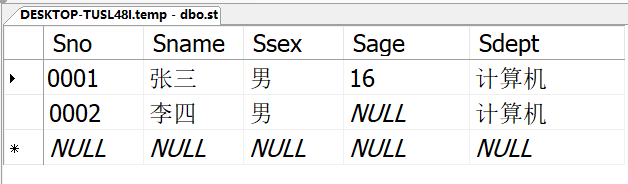 DESKTOP-TUSL48I.temp - dbo.st
Sno Sname Ssex Sage Sdept
0001 张三 男 16 计算机
0002 李四 男 NULL 计算机
NULL NULL NULL NULL NULL